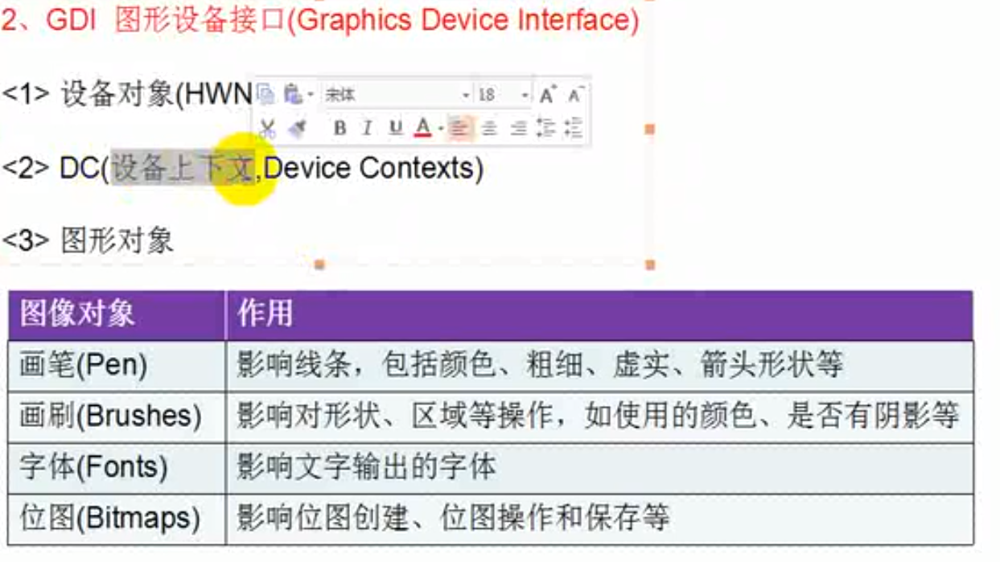 2、GDI 图形设备接口(Graphics Device Interface)
<1> 设备对象(HWN
宋体 18 A A
B I U A
<2> DC(设备上下文,Device Contexts)
<3> 图形对象
图像对象 作用
画笔(Pen) 影响线条，包括颜色、粗细、虚实、箭头形状等
画刷(Brushes) 影响对形状、区域等操作，如使用的颜色、是否有阴影等
字体(Fonts) 影响文字输出的字体
位图(Bitmaps) 影响位图创建、位图操作和保存等